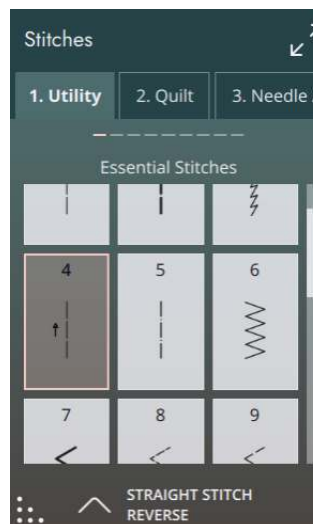 Stitches
1. Utility 2. Quilt 3. Needle
Essential Stitches
4 5 6
7 8 9
STRAIGHT STITCH
REVERSE